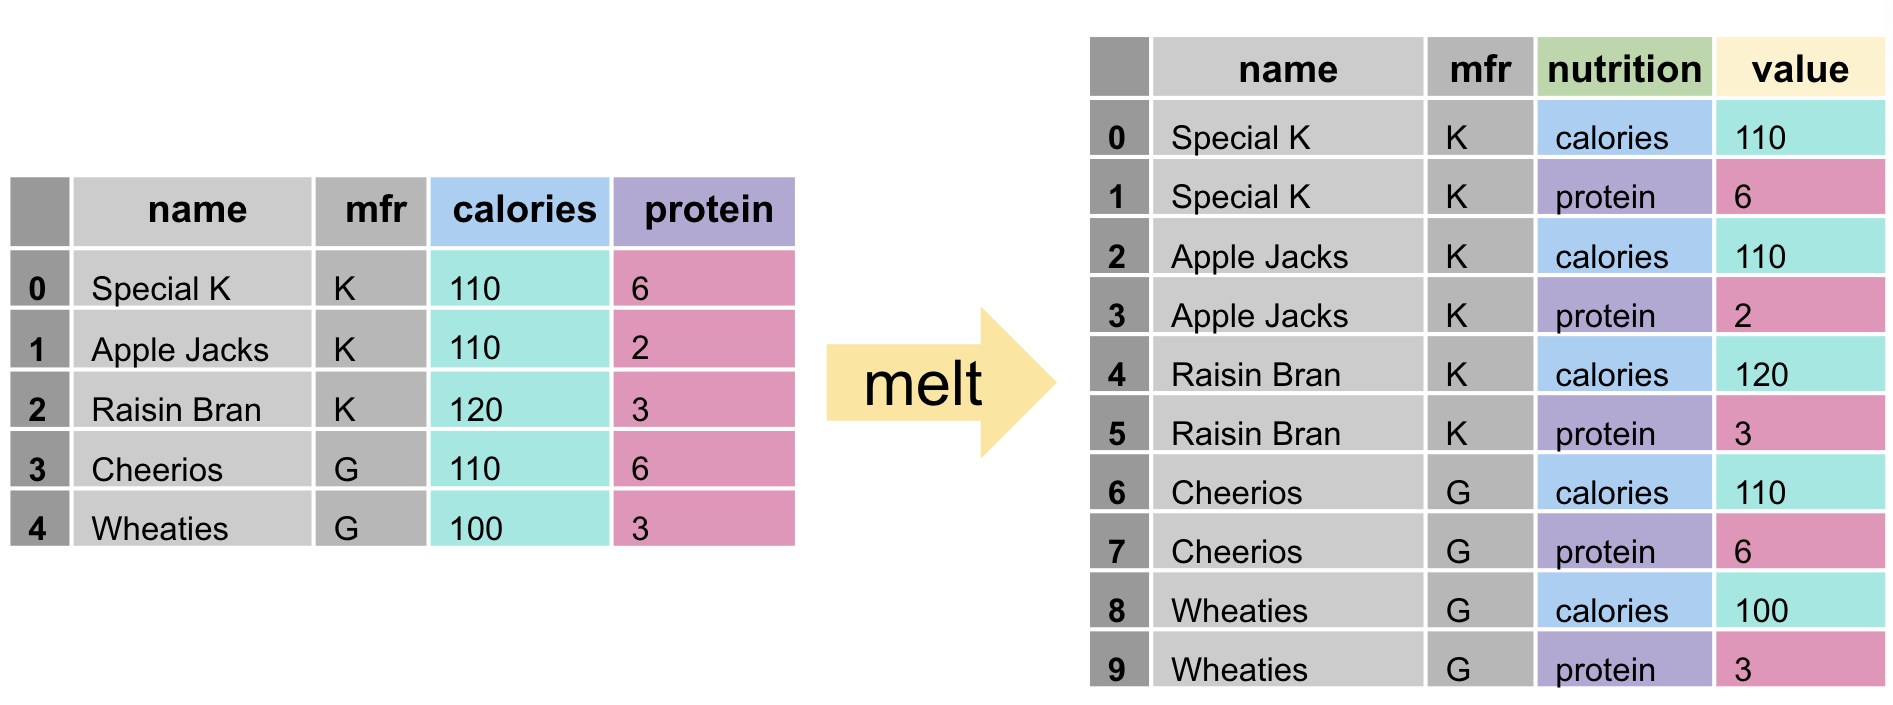 name mfr calories protein
0 Special K K 110 6
1 Apple Jacks K 110 2
2 Raisin Bran K 120 3
3 Cheerios G 110 6
4 Wheaties G 100 3
melt
name mfr nutrition value
0 Special K K calories 110
1 Special K K protein 6
2 Apple Jacks K calories 110
3 Apple Jacks K protein 2
4 Raisin Bran K calories 120
5 Raisin Bran K protein 3
6 Cheerios G calories 110
7 Cheerios G protein 6
8 Wheaties G calories 100
9 Wheaties G protein 3